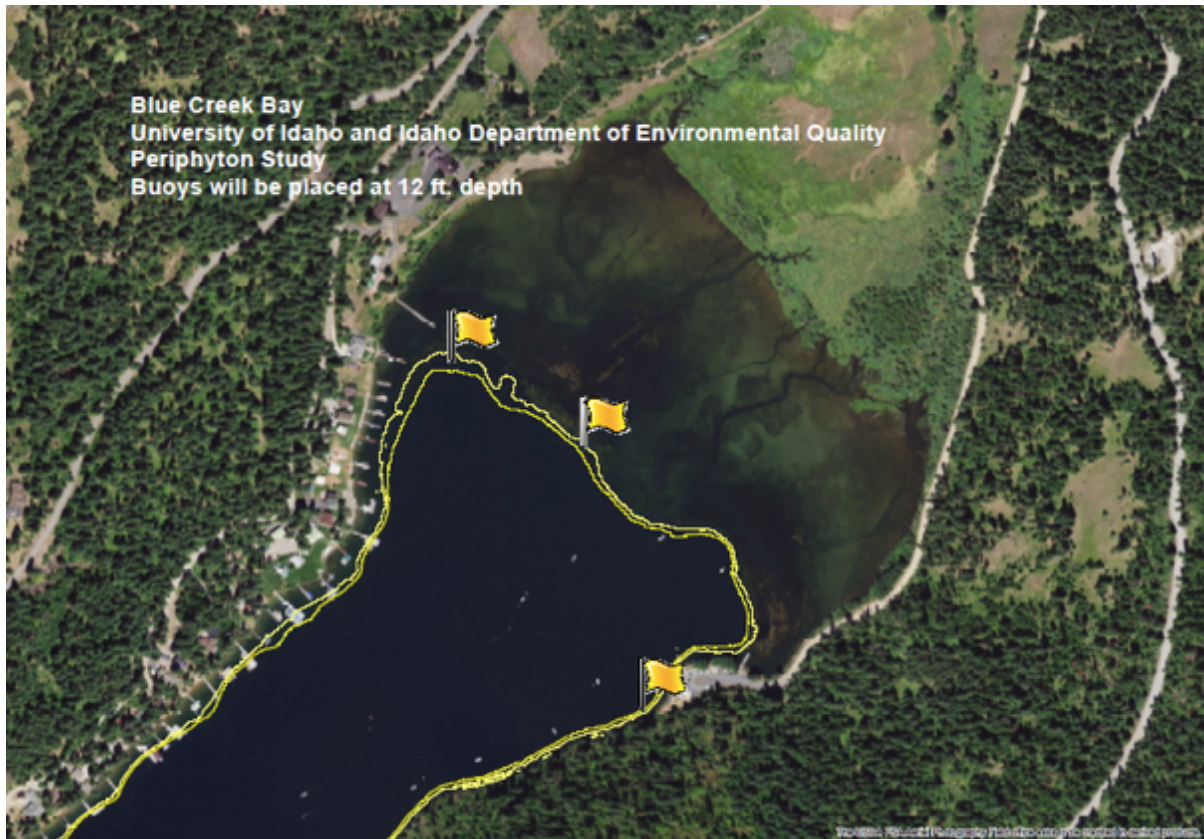 Blue Creek Bay
University of Idaho and Idaho Department of Environmental Quality
Periphyton Study
Buoys will be placed at 12 ft. depth